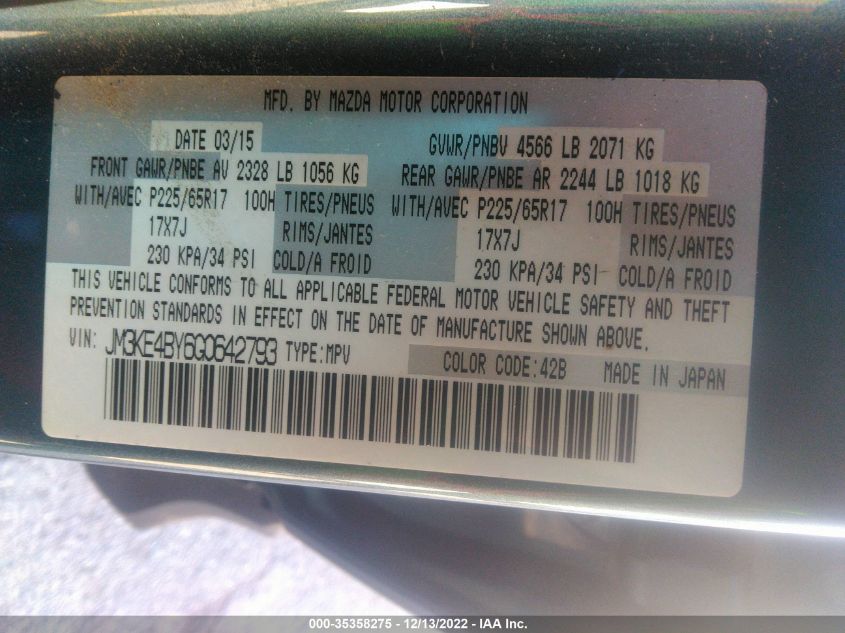 MFD. BY MAZDA MOTOR CORPORATION
DATE 03/15 GVWR/PNBV 4566 LB 2071 KG
FRONT GAWR/PNBE AV 2328 LB 1056 KG REAR GAWR/PNBE AR 2244 LB 1018 KG
WITH/AVEC P225/65R17 100H TIRES/PNEUS WITH/AVEC P225/65R17 100H TIRES/PNEUS
17X7J RIMS/JANTES 17X7J RIMS/JANTES
230 KPA/34 PSI COLD/A FROID 230 KPA/34 PSI COLD/A FROID
THIS VEHICLE CONFORMS TO ALL APPLICABLE FEDERAL MOTOR VEHICLE SAFETY AND THEFT
PREVENTION STANDARDS IN EFFECT ON THE DATE OF MANUFACTURE SHOWN ABOVE.
VIN: JM3KE4BY6G0642793 TYPE:MPV COLOR CODE:42B MADE IN JAPAN
000-35358275 - 12/13/2022 - IAA Inc.